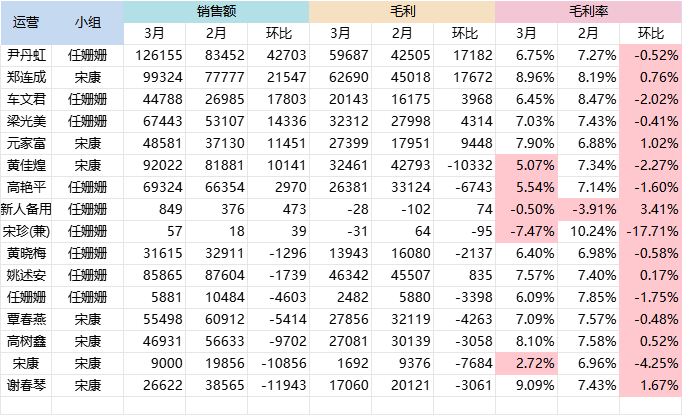 运营 小组 销售额 毛利 毛利率
3月 2月 环比 3月 2月 环比 3月 2月 环比
尹丹虹 任姗姗 126155 83452 42703 59687 42505 17182 6.75% 7.27% -0.52%
郑连成 宋康 99324 77777 21547 62690 45018 17672 8.96% 8.19% 0.76%
车文君 任姗姗 44788 26985 17803 20143 16175 3968 6.45% 8.47% -2.02%
梁光美 任姗姗 67443 53107 14336 32312 27998 4314 7.03% 7.43% -0.41%
元家富 宋康 48581 37130 11451 27399 17951 9448 7.90% 6.88% 1.02%
黄佳煌 宋康 92022 81881 10141 32461 42793 -10332 5.07% 7.34% -2.27%
高艳平 任姗姗 69324 66354 2970 26381 33124 -6743 5.54% 7.14% -1.60%
新人备用 任姗姗 849 376 473 -28 -102 74 -0.50% -3.91% 3.41%
宋珍(兼) 任姗姗 57 18 39 -31 64 -95 -7.47% 10.24% -17.71%
黄晓梅 任姗姗 31615 32911 -1296 13943 16080 -2137 6.40% 6.98% -0.58%
姚述安 任姗姗 85865 87604 -1739 46342 45507 835 7.57% 7.40% 0.17%
任姗姗 任姗姗 5881 10484 -4603 2482 5880 -3398 6.09% 7.85% -1.75%
覃春燕 宋康 55498 60912 -5414 27856 32119 -4263 7.09% 7.57% -0.48%
高树鑫 宋康 46931 56633 -9702 27081 30139 -3058 8.10% 7.58% 0.52%
宋康 宋康 9000 19856 -10856 1692 9376 -7684 2.72% 6.96% -4.25%
谢春琴 宋康 26622 38565 -11943 17060 20121 -3061 9.09% 7.43% 1.67%